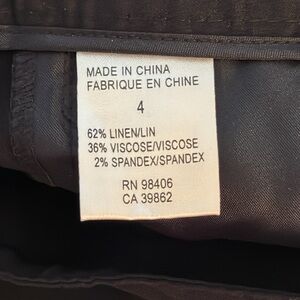 MADE IN CHINA
FABRIQUE EN CHINE
4
62% LINEN/LIN
36% VISCOSE/VISCOSE
2% SPANDEX/SPANDEX
RN 98406
CA 39862